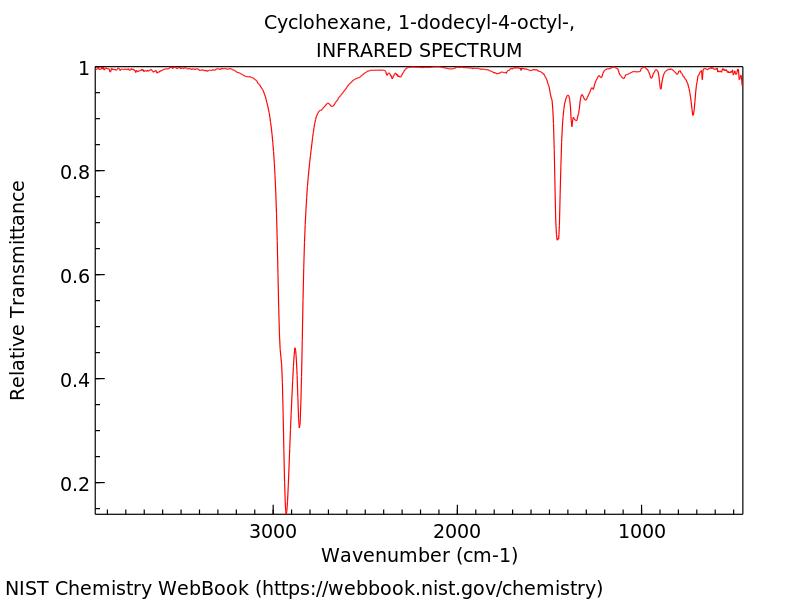 Cyclohexane, 1-dodecyl-4-octyl-,
INFRARED SPECTRUM
1
0.8
0.6
0.4
0.2
Relative Transmittance
3000 2000 1000
Wavenumber (cm-1)
NIST Chemistry WebBook (https://webbook.nist.gov/chemistry)